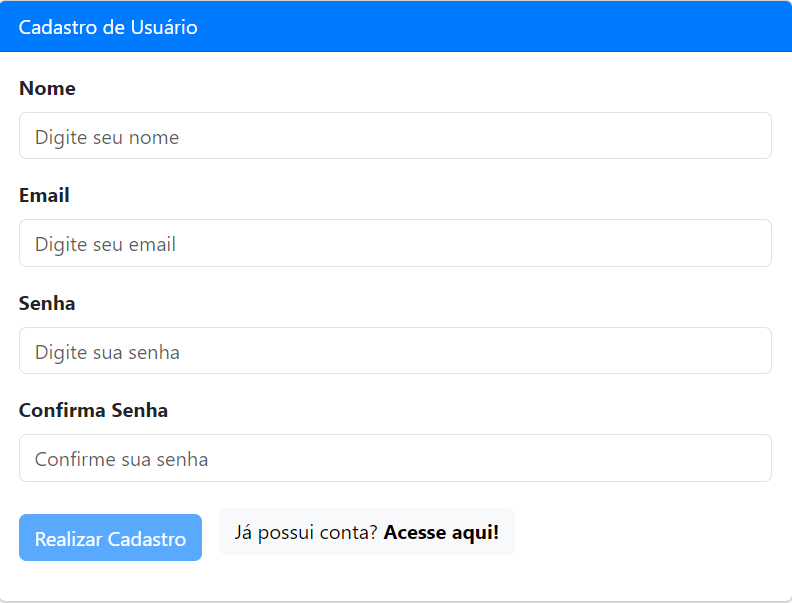 Cadastro de Usuário
Nome
Digite seu nome
Email
Digite seu email
Senha
Digite sua senha
Confirma Senha
Confirme sua senha
Realizar Cadastro
Já possui conta? Acesse aqui!